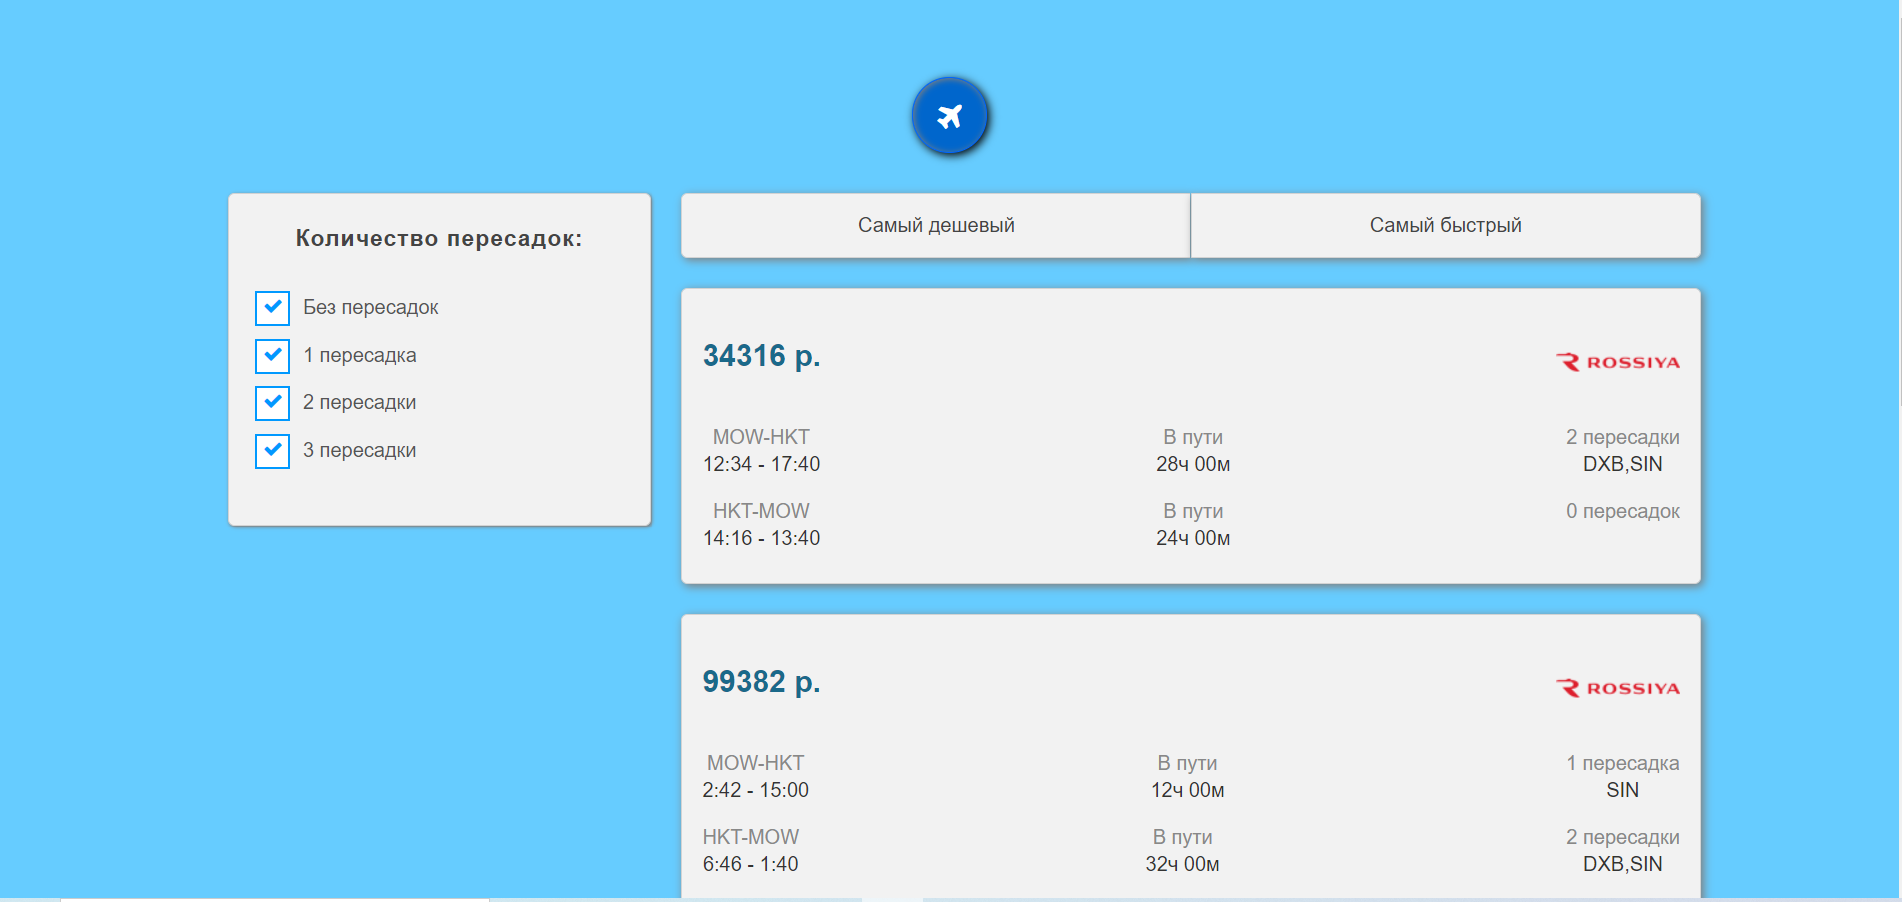 Количество пересадок:
Без пересадок
1 пересадка
2 пересадки
3 пересадки
Самый дешевый
Самый быстрый
34316 р.
ROSSIYA
MOW-HKT
12:34 - 17:40
В пути
28ч 00м
2 пересадки
DXB,SIN
HKT-MOW
14:16 - 13:40
В пути
24ч 00м
0 пересадок
99382 р.
ROSSIYA
MOW-HKT
2:42 - 15:00
В пути
12ч 00м
1 пересадка
SIN
HKT-MOW
6:46 - 1:40
В пути
32ч 00м
2 пересадки
DXB,SIN